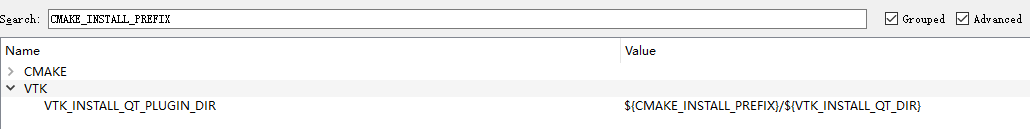 Search: CMAKE_INSTALL_PREFIX Grouped Advanced
Name Value
CMAKE
VTK
VTK_INSTALL_QT_PLUGIN_DIR ${CMAKE_INSTALL_PREFIX}/${VTK_INSTALL_QT_DIR}